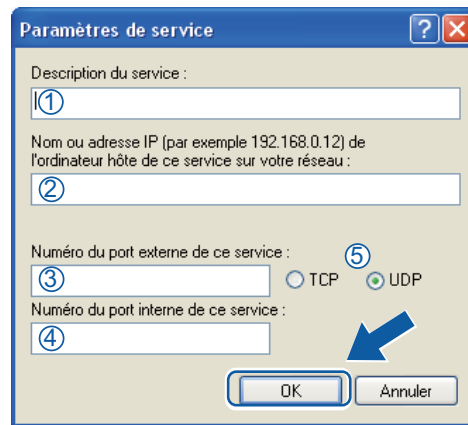 Paramètres de service
Description du service :
①
Nom ou adresse IP (par exemple 192.168.0.12) de
l'ordinateur hôte de ce service sur votre réseau :
②
Numéro du port externe de ce service :
⑤
③
TCP
UDP
Numéro du port interne de ce service :
④
OK
Annuler